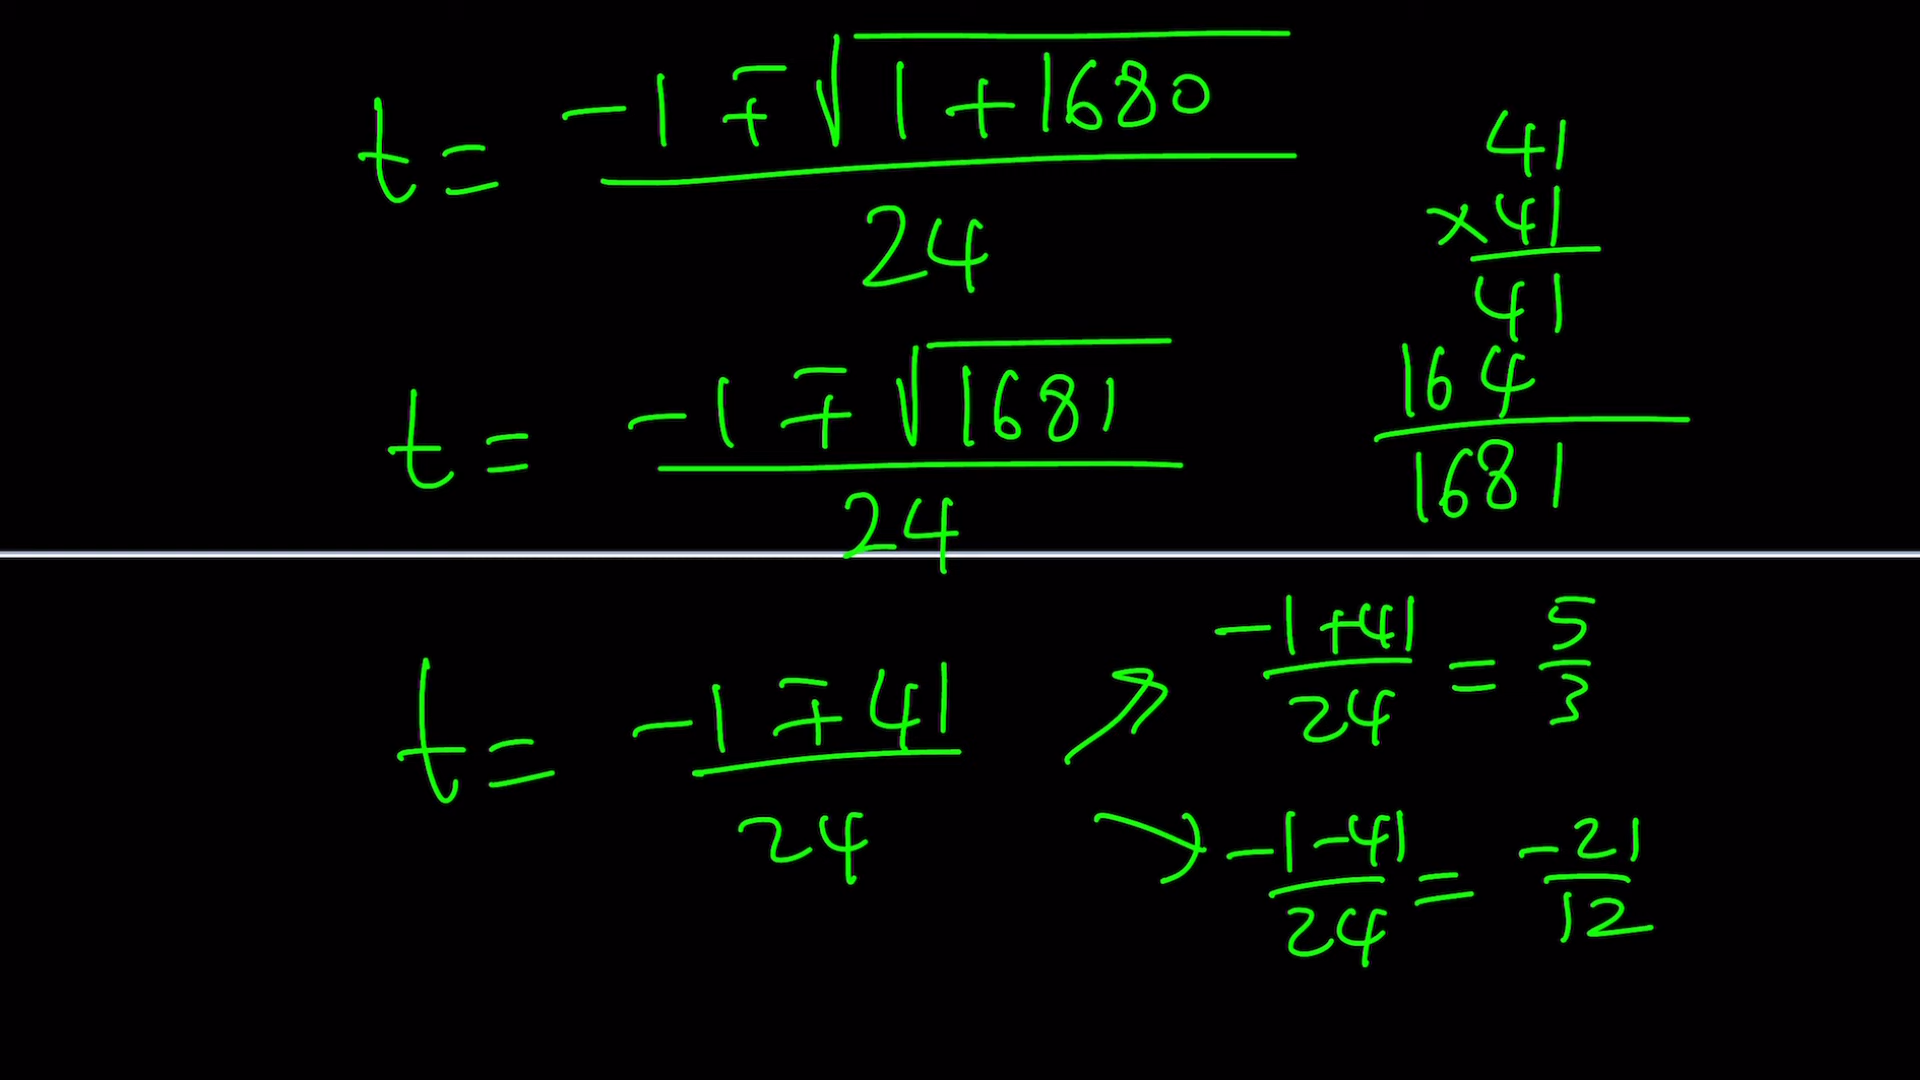 t = (-1 ∓ √(1 + 1680)) / 24
41
× 41
41
164
1681
t = (-1 ∓ √1681) / 24
t = (-1 ∓ 41) / 24
(-1 + 41) / 24 = 5 / 3
(-1 - 41) / 24 = -21 / 12